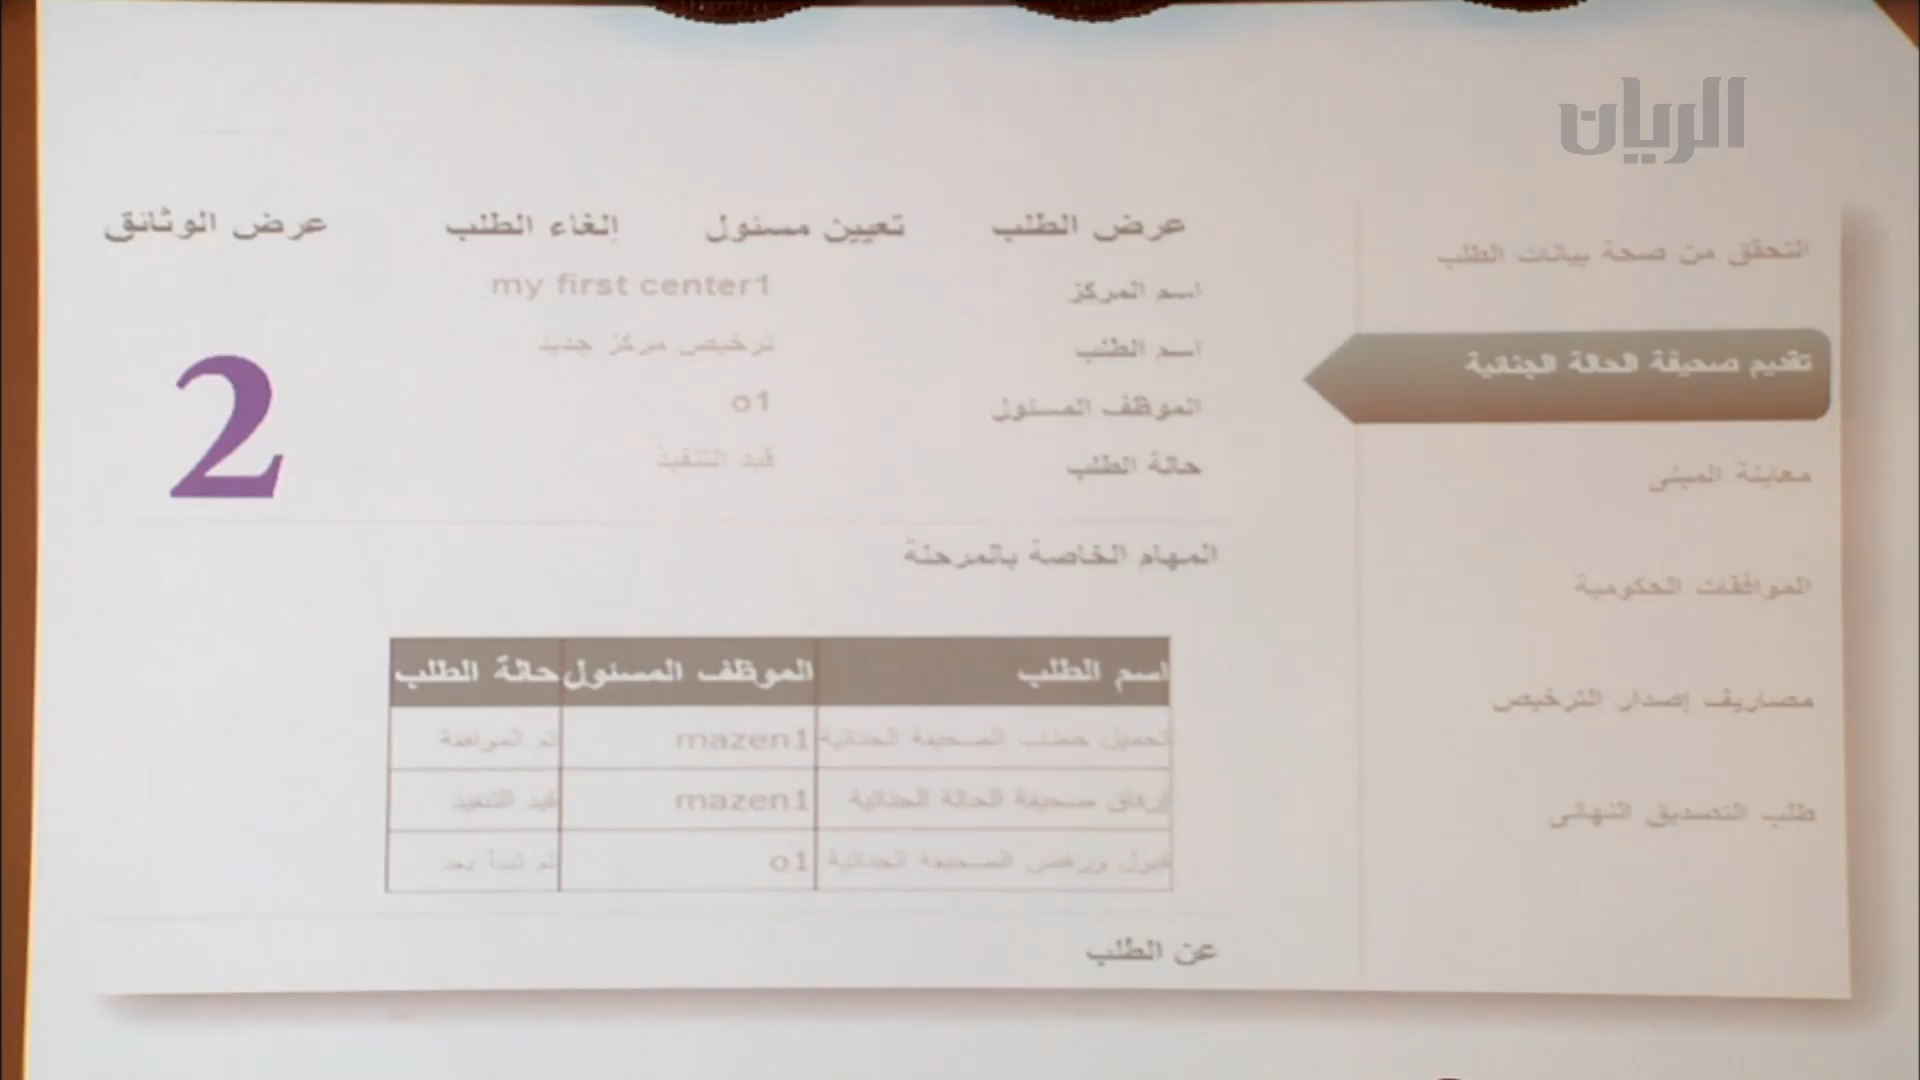 الريان
عرض الطلب تعيين مسئول إلغاء الطلب عرض الوثائق
التحقق من صحة بيانات الطلب
تقديم صحيفة الحالة الجنائية
معاينة المبنى
الموافقات الحكومية
مصاريف إصدار الترخيص
طلب التصديق النهائى
اسم المركز my first center1
اسم الطلب ترخيص مركز جديد
الموظف المسئول o1
حالة الطلب قيد التنفيذ
2
المهام الخاصة بالمرحلة
اسم الطلب الموظف المسئول حالة الطلب
تحميل خطاب الصحيفة الجنائية mazen1 تم الموافقة
إرفاق صحيفة الحالة الجنائية mazen1 قيد التنفيذ
قبول ورفض الصحيفة الجنائية o1 لم تبدأ بعد
عن الطلب